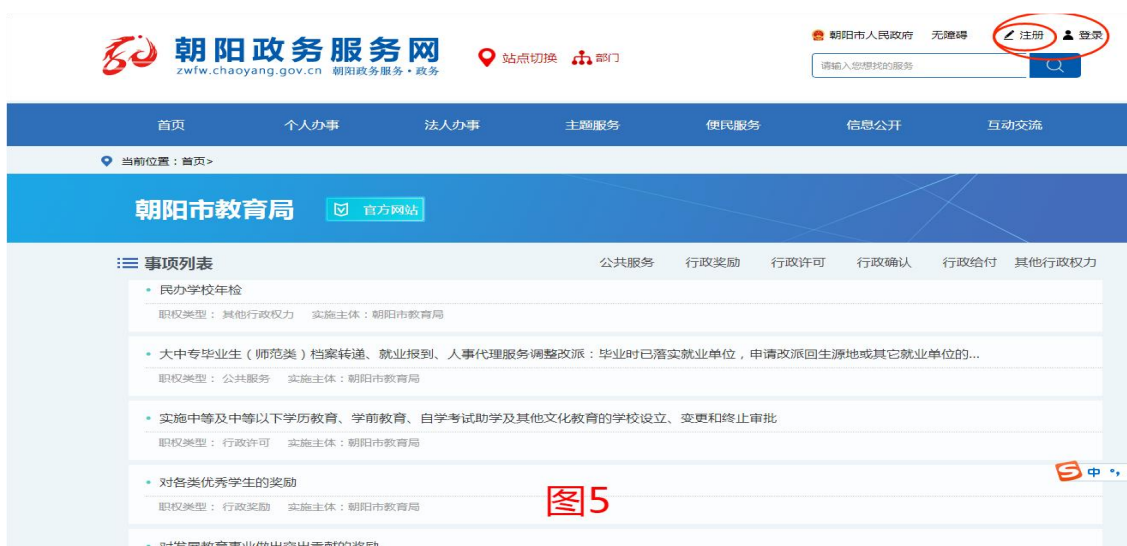 朝阳市人民政府 无障碍 注册 登录
朝阳政务服务网 站点切换 部门
zwfw.chaoyang.gov.cn 朝阳政务服务·政务
请输入您想找的服务
首页 个人办事 法人办事 主题服务 便民服务 信息公开 互动交流
当前位置：首页>
朝阳市教育局 官方网站
事项列表 公共服务 行政奖励 行政许可 行政确认 行政给付 其他行政权力
民办学校年检
职权类型： 其他行政权力 实施主体：朝阳市教育局
大中专毕业生（师范类）档案转递、就业报到、人事代理服务调整改派：毕业时已落实就业单位，申请改派回生源地或其它就业单位的...
职权类型： 公共服务 实施主体：朝阳市教育局
实施中等及中等以下学历教育、学前教育、自学考试助学及其他文化教育的学校设立、变更和终止审批
职权类型： 行政许可 实施主体：朝阳市教育局
中
对各类优秀学生的奖励
职权类型： 行政奖励 实施主体：朝阳市教育局
图5
对发展教育事业做出突出贡献的奖励